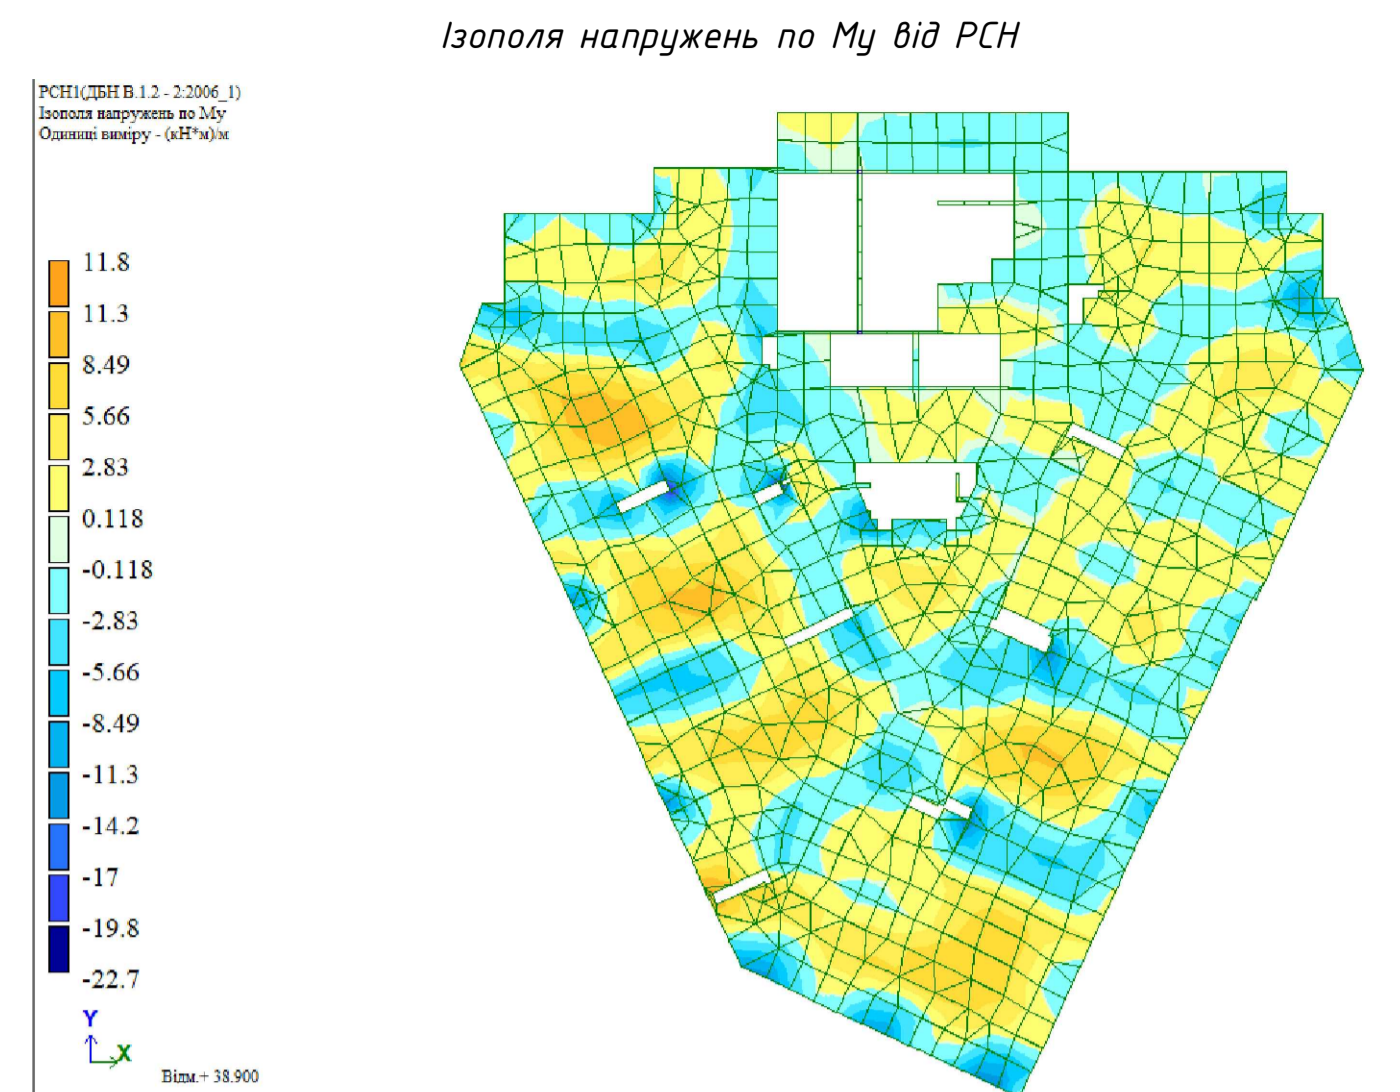 Ізополя напружень по Му від РСН
РСН1(ДБН В.1.2 - 2:2006_1)
Ізополя напружень по Му
Одиниці виміру - (кН*м)/м
11.8
11.3
8.49
5.66
2.83
0.118
-0.118
-2.83
-5.66
-8.49
-11.3
-14.2
-17
-19.8
-22.7
Y
X
Відм.+ 38.900